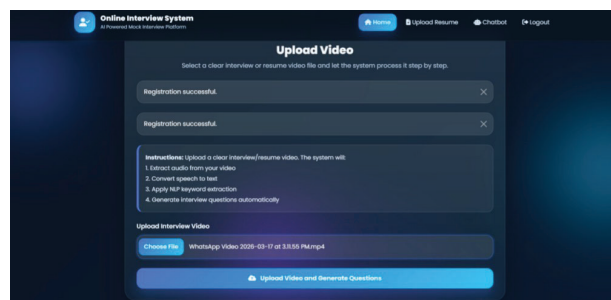 Online Interview System
AI Powered Mock Interview Platform
Home
Upload Resume
Chatbot
Logout
Upload Video
Select a clear interview or resume video file and let the system process it step by step.
Registration successful.
Registration successful.
Instructions: Upload a clear interview/resume video. The system will:
1. Extract audio from your video
2. Convert speech to text
3. Apply NLP keyword extraction
4. Generate interview questions automatically
Upload Interview Video
Choose File WhatsApp Video 2026-03-17 at 3.11.55 PM.mp4
Upload Video and Generate Questions